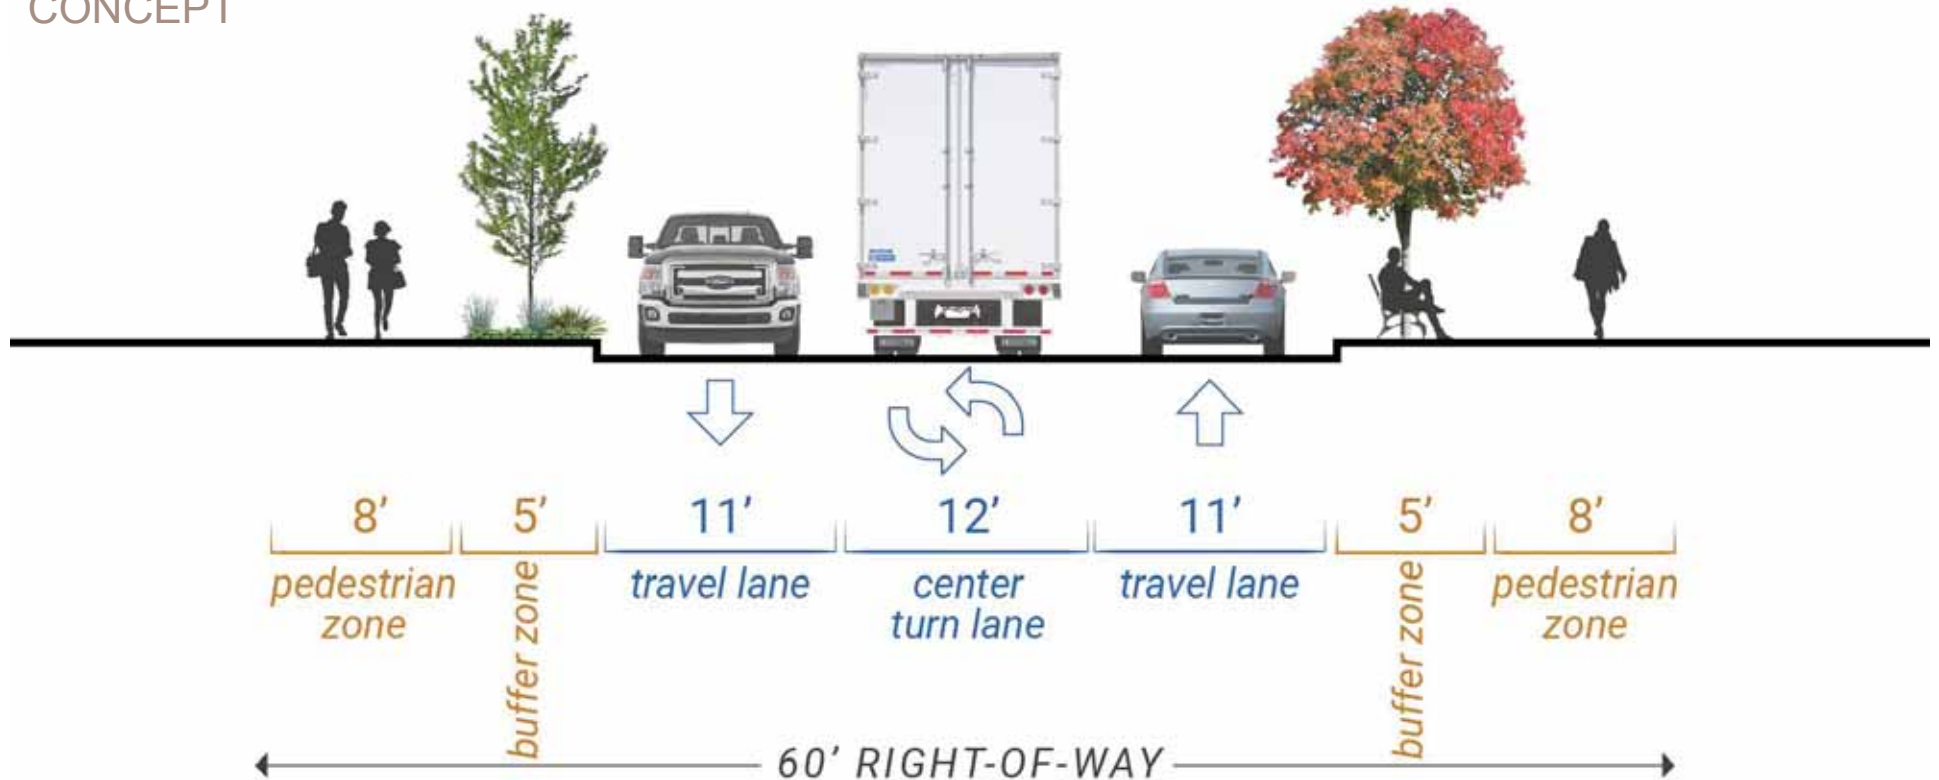 CONCEPT
8’ 5’ 11’ 12’ 11’ 5’ 8’
pedestrian zone
buffer zone
travel lane
center turn lane
travel lane
buffer zone
pedestrian zone
60’ RIGHT-OF-WAY